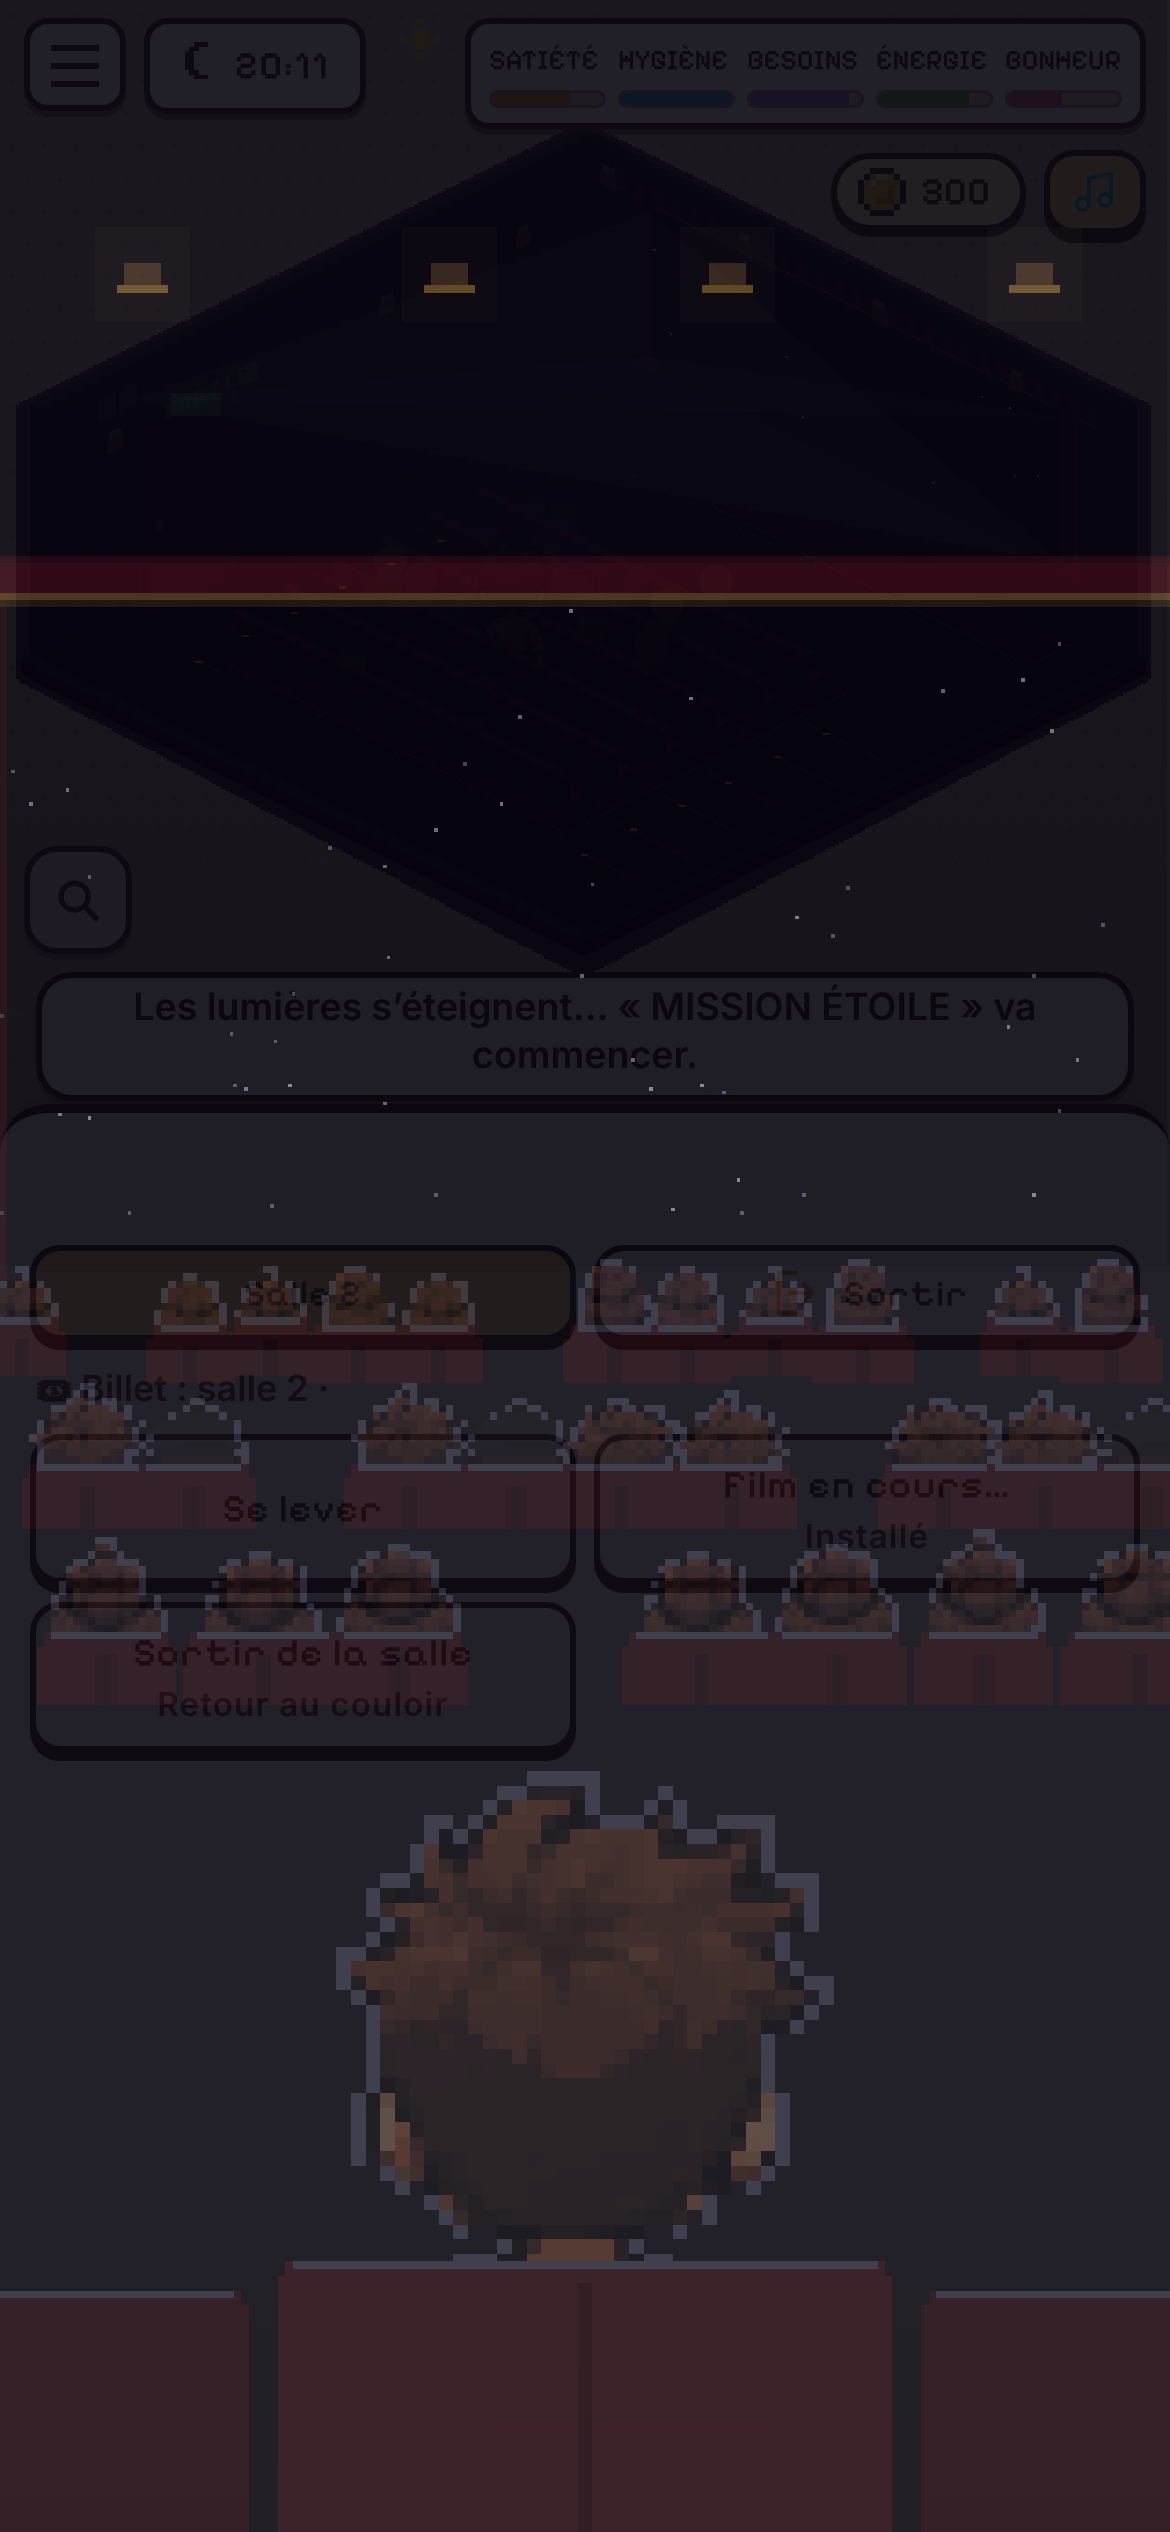 20:11
SATIÉTÉ HYGIÈNE BESOINS ÉNERGIE BONHEUR
300
Les lumières s’éteignent… « MISSION ÉTOILE » va
commencer.
Salle 8
Sortir
Billet : salle 2 ·
Se lever
Film en cours…
Installé
Sortir de la salle
Retour au couloir